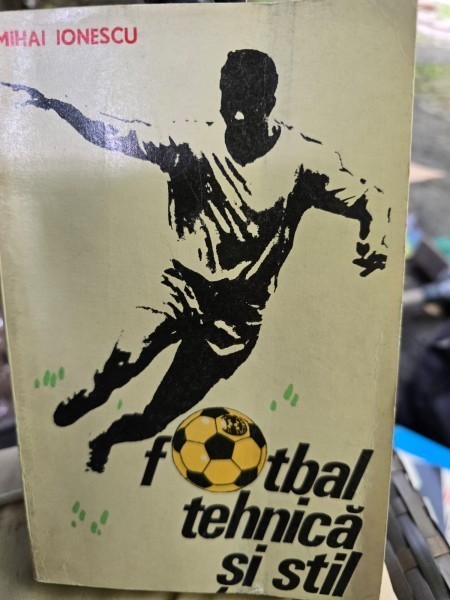 MIHAI IONESCU
fotbal
tehnică
și stil